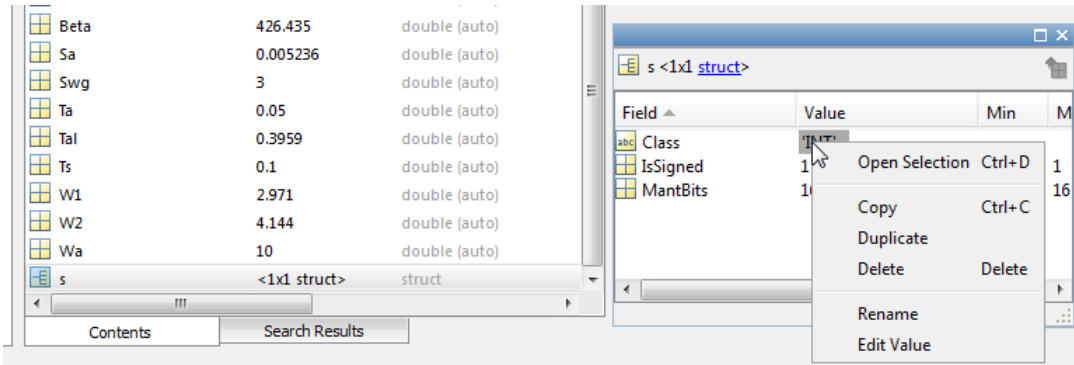 Beta 426.435 double (auto)
Sa 0.005236 double (auto)
Swg 3 double (auto)
Ta 0.05 double (auto)
Tal 0.3959 double (auto)
Ts 0.1 double (auto)
W1 2.971 double (auto)
W2 4.144 double (auto)
Wa 10 double (auto)
s <1x1 struct> struct
Contents Search Results
s <1x1 struct>
Field Value Min M
abc Class 'INT'
IsSigned 1 1
MantBits 16
Open Selection Ctrl+D
Copy Ctrl+C
Duplicate
Delete Delete
Rename
Edit Value